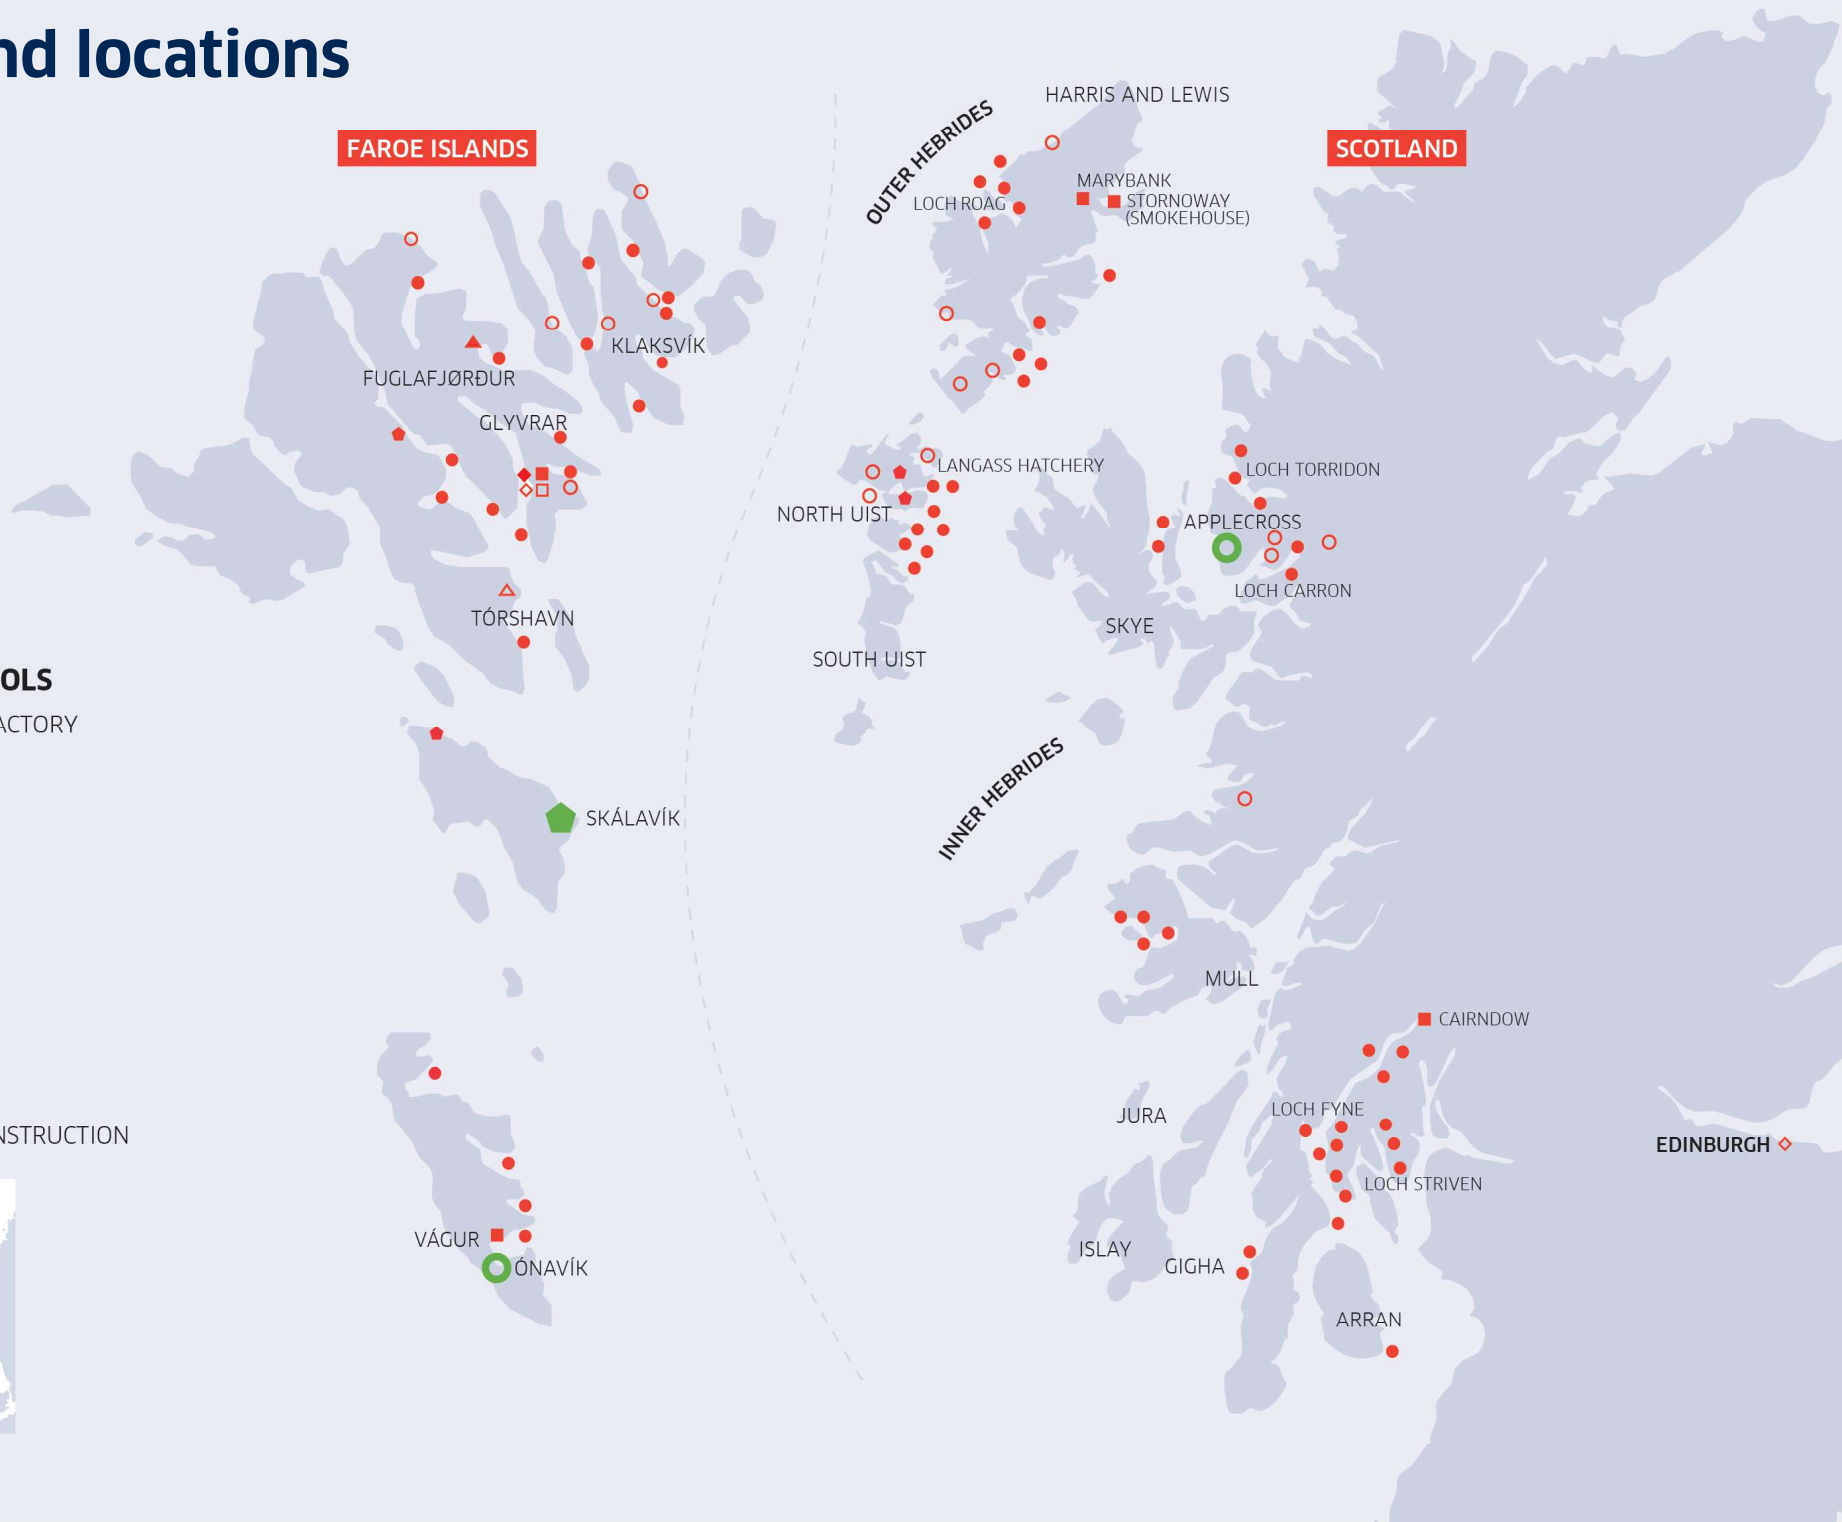 nd locations
FAROE ISLANDS
SCOTLAND
OUTER HEBRIDES
HARRIS AND LEWIS
MARYBANK
LOCH ROAG
STORNOWAY
(SMOKEHOUSE)
KLAKSVÍK
FUGLAFJØRÐUR
GLYVRAR
LANGASS HATCHERY
LOCH TORRIDON
NORTH UIST
APPLECROSS
LOCH CARRON
TÓRSHAVN
SKYE
SOUTH UIST
OLS
ACTORY
INNER HEBRIDES
SKÁLAVÍK
MULL
CAIRNDOW
LOCH FYNE
JURA
NSTRUCTION
EDINBURGH
LOCH STRIVEN
VÁGUR
ISLAY
GIGHA
ÓNAVÍK
ARRAN